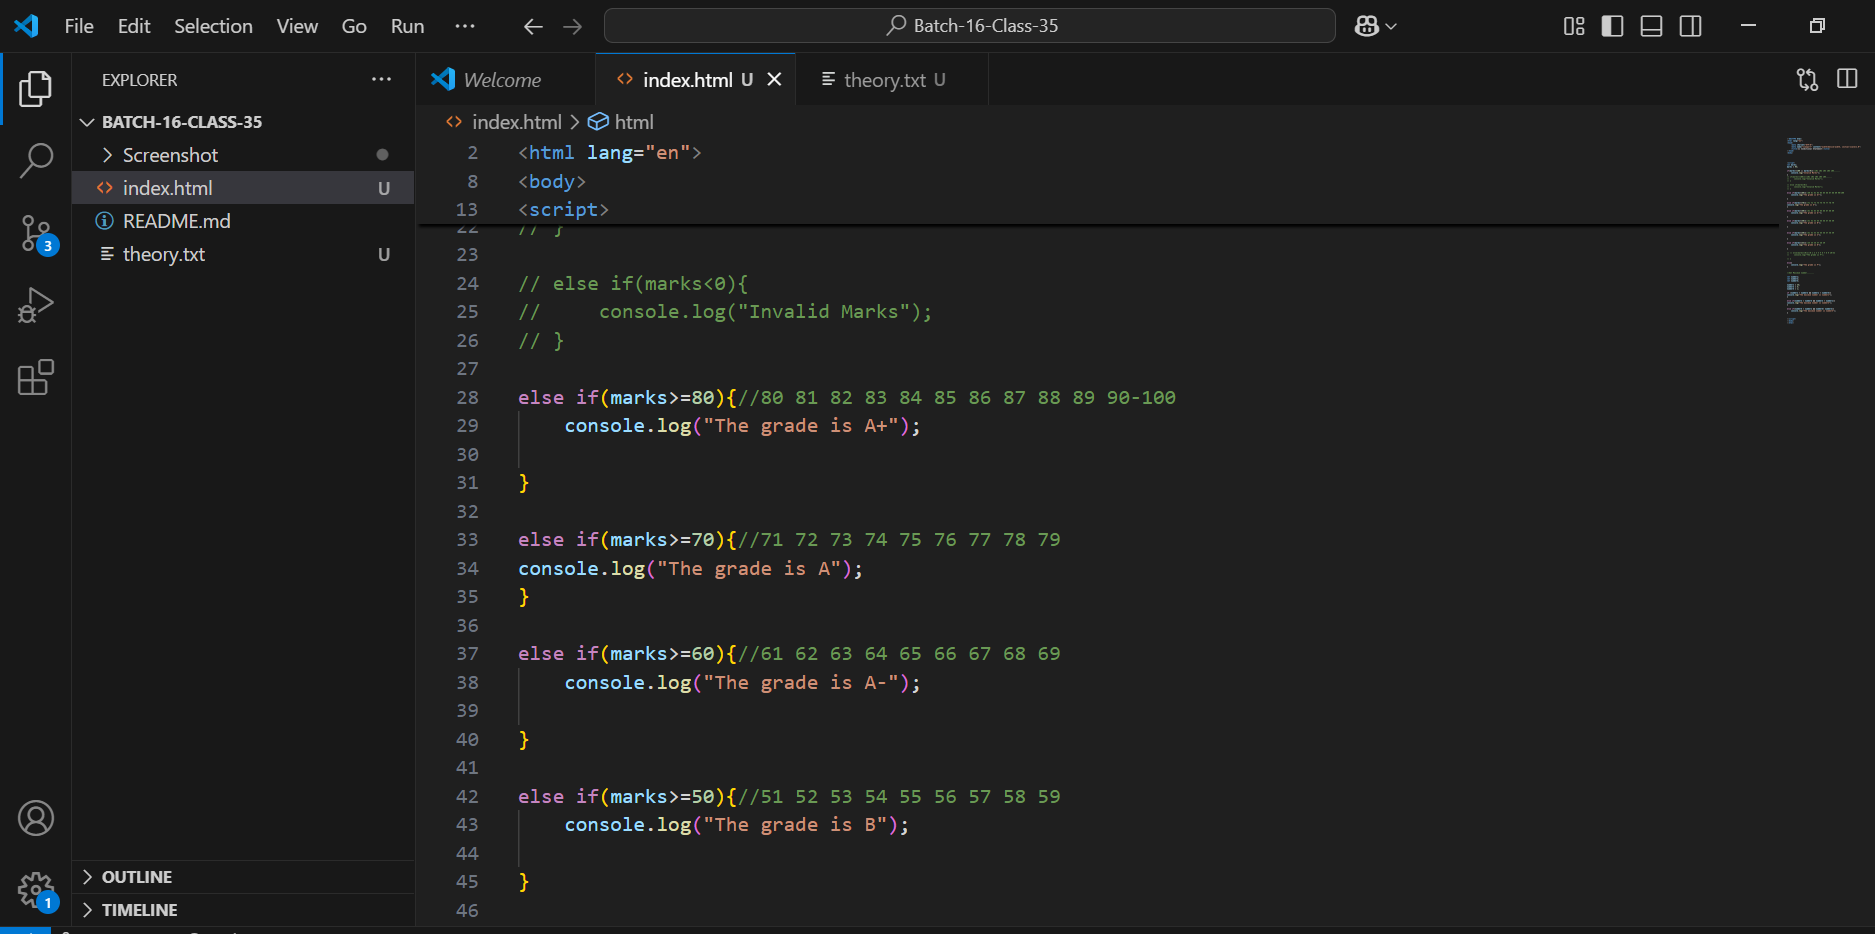 File Edit Selection View Go Run ··· Batch-16-Class-35
EXPLORER ···
BATCH-16-CLASS-35
Screenshot
index.html U
README.md
theory.txt U
3
1
OUTLINE
TIMELINE
Welcome index.html U theory.txt U
index.html > html
2 <html lang="en">
8 <body>
13 <script>
22 // }
23
24 // else if(marks<0){
25 //     console.log("Invalid Marks");
26 // }
27
28 else if(marks>=80){//80 81 82 83 84 85 86 87 88 89 90-100
29     console.log("The grade is A+");
30
31 }
32
33 else if(marks>=70){//71 72 73 74 75 76 77 78 79
34 console.log("The grade is A");
35 }
36
37 else if(marks>=60){//61 62 63 64 65 66 67 68 69
38     console.log("The grade is A-");
39
40 }
41
42 else if(marks>=50){//51 52 53 54 55 56 57 58 59
43     console.log("The grade is B");
44
45 }
46